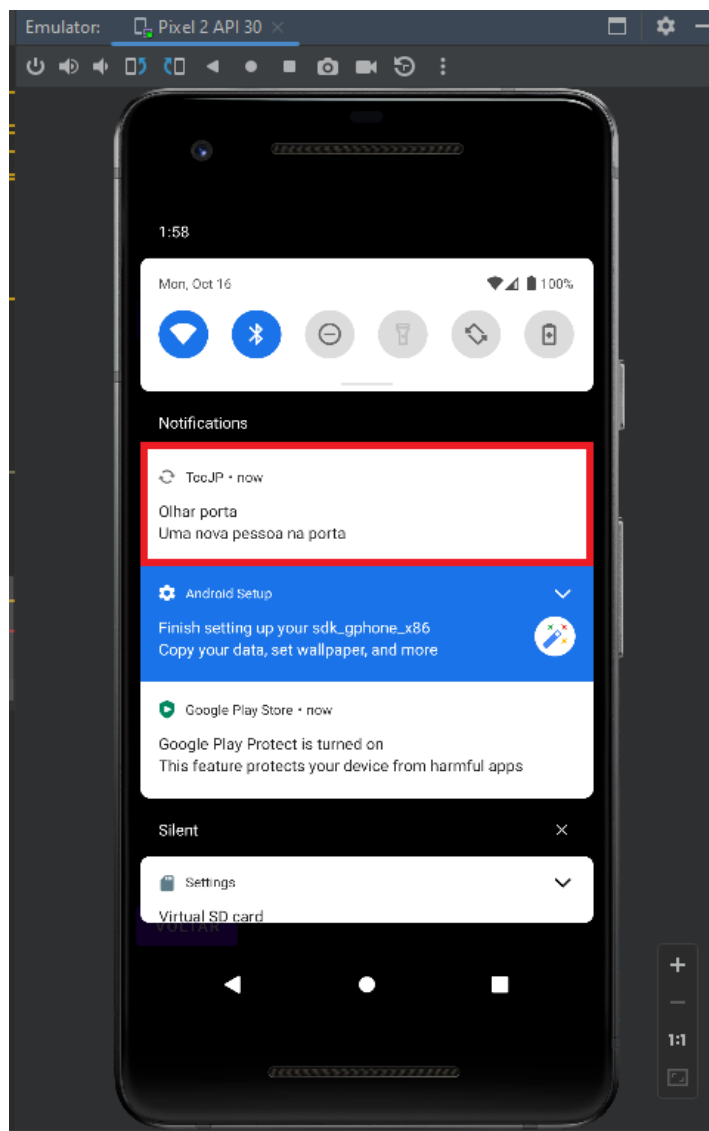 Emulator: Pixel 2 API 30
1:58
Mon, Oct 16 100%
Notifications
TccJP • now
Olhar porta
Uma nova pessoa na porta
Android Setup
Finish setting up your sdk_gphone_x86
Copy your data, set wallpaper, and more
Google Play Store • now
Google Play Protect is turned on
This feature protects your device from harmful apps
Silent
Settings
Virtual SD card
VOLTAR
1:1